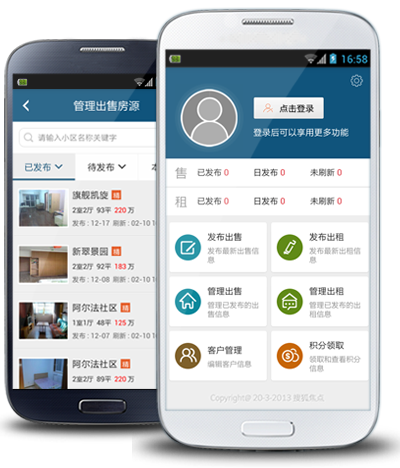 管理出售房源
请输入小区名称关键字
已发布
待发布
旗舰凯旋
2室2厅 93平 220万
发布:12-17 刷新:02-10 1
新翠景园
2室2厅 92平 183万
发布:12-08 刷新:02-10 1
阿尔法社区
1室1厅 48平 125万
发布:12-07 刷新:02-10 1
阿尔法社区
2室2厅 89平 220万
16:58
点击登录
登录后可以享用更多功能
售 已发布 0 日发布 0 未刷新 0
租 已发布 0 日发布 0 未刷新 0
发布出售
发布最新出售信
息
发布出租
发布最新出租信
息
管理出售
管理已发布的出
售信息
管理出租
管理已发布的出
租信息
客户管理
编辑客户信息
积分领取
领取和查看积分
信息
Copyright@ 20-3-2013 搜狐焦点